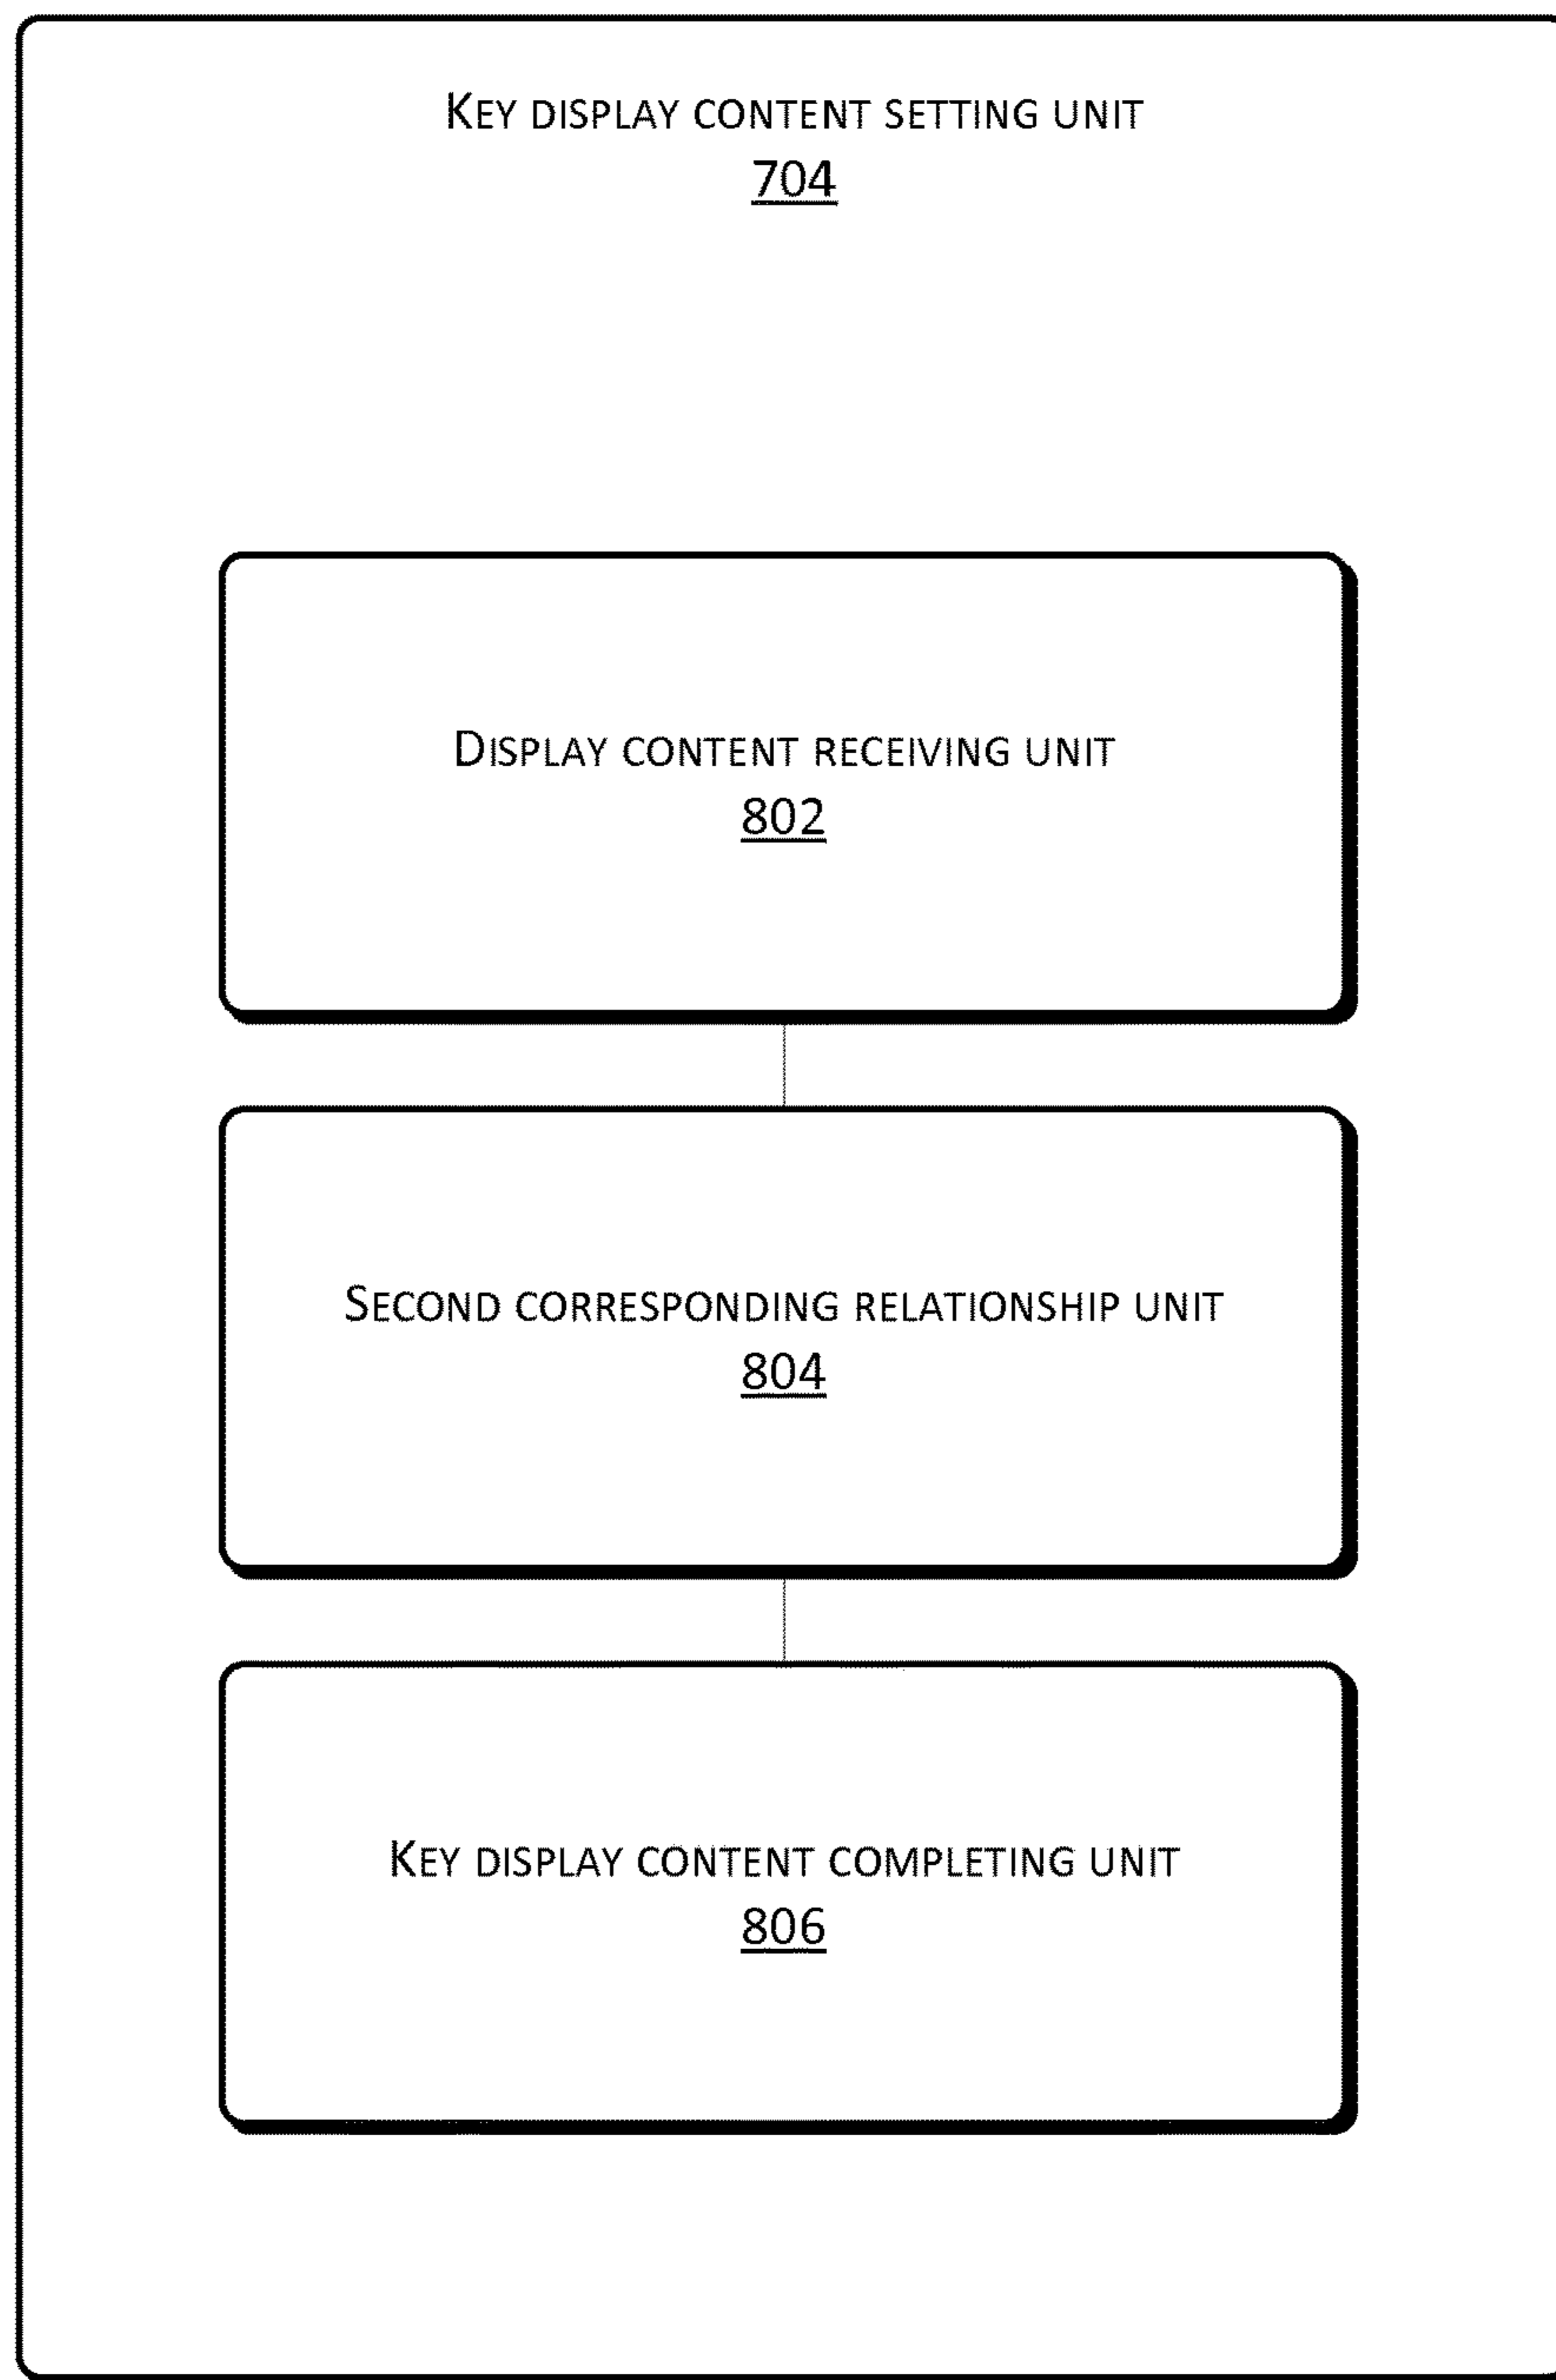 KEY DISPLAY CONTENT SETTING UNIT
704
DISPLAY CONTENT RECEIVING UNIT
802
SECOND CORRESPONDING RELATIONSHIP UNIT
804
KEY DISPLAY CONTENT COMPLETING UNIT
806